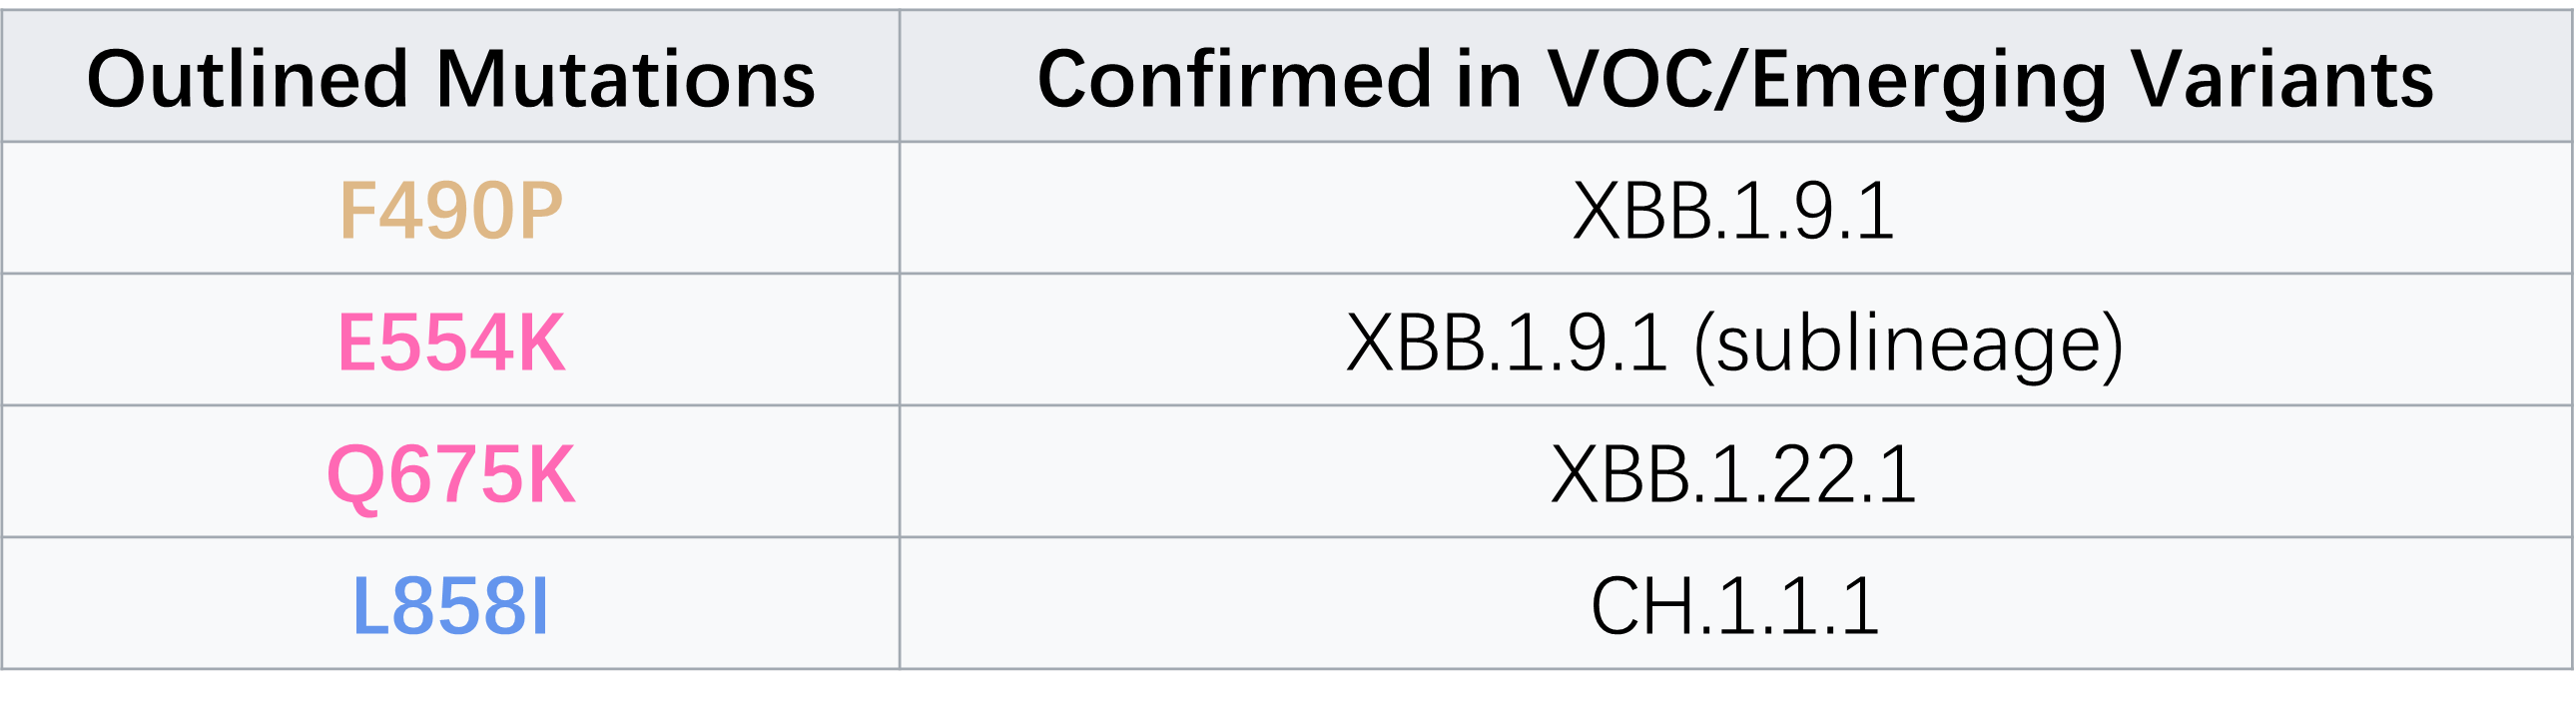 Outlined Mutations Confirmed in VOC/Emerging Variants
F490P XBB.1.9.1
E554K XBB.1.9.1 (sublineage)
Q675K XBB.1.22.1
L858I CH.1.1.1